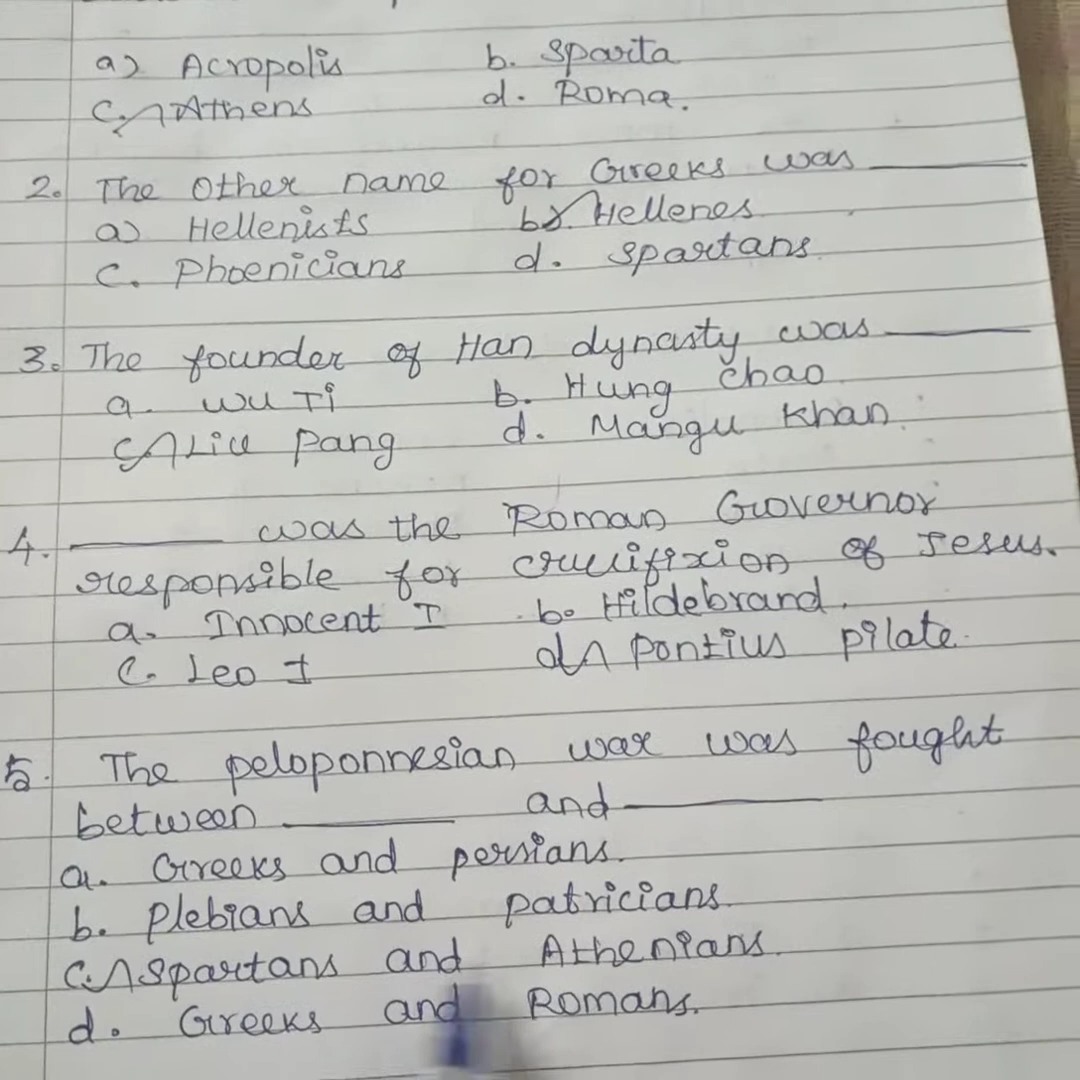 a) Acropolis b. Sparta
c. Athens d. Roma.
2. The Other name for Greeks was ______
a) Hellenists b) Hellenes
c. Phoenicians d. Spartans
3. The founder of Han dynasty was ______
a. Wu Ti b. Hung Chao
c. Liu Pang d. Mangu Khan.
4. ______ was the Roman Governor
responsible for crucifixion of Jesus.
a. Innocent I b. Hildebrand.
c. Leo I d. Pontius pilate.
5. The peloponnesian war was fought
between ______ and ______
a. Greeks and persians.
b. Plebians and patricians.
c. Spartans and Athenians.
d. Greeks and Romans.